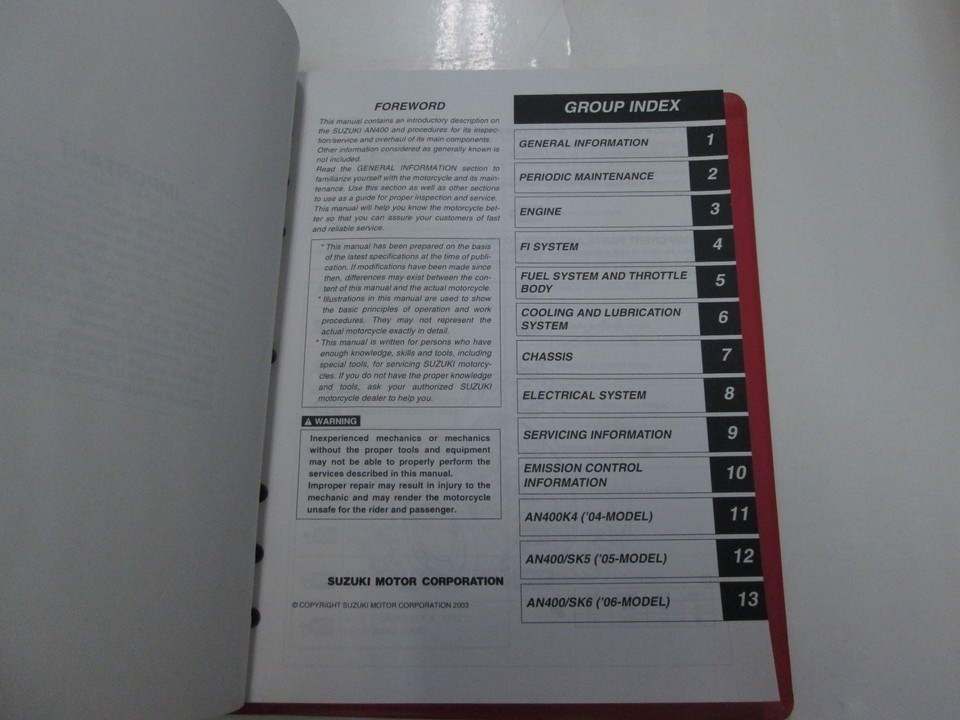 FOREWORD
This manual contains an introductory description on
the SUZUKI AN400 and procedures for its inspec-
tion/service and overhaul of its main components.
Other information considered as generally known is
not included.
Read the GENERAL INFORMATION section to
familiarize yourself with the motorcycle and its main-
tenance. Use this section as well as other sections
to use as a guide for proper inspection and service.
This manual will help you know the motorcycle bet-
ter so that you can assure your customers of fast
and reliable service.
* This manual has been prepared on the basis
of the latest specifications at the time of publi-
cation. If modifications have been made since
then, differences may exist between the con-
tent of this manual and the actual motorcycle.
* Illustrations in this manual are used to show
the basic principles of operation and work
procedures. They may not represent the
actual motorcycle exactly in detail.
* This manual is written for persons who have
enough knowledge, skills and tools, including
special tools, for servicing SUZUKI motorcy-
cles. If you do not have the proper knowledge
and tools, ask your authorized SUZUKI
motorcycle dealer to help you.
⚠ WARNING
Inexperienced mechanics or mechanics
without the proper tools and equipment
may not be able to properly perform the
services described in this manual.
Improper repair may result in injury to the
mechanic and may render the motorcycle
unsafe for the rider and passenger.
SUZUKI MOTOR CORPORATION
© COPYRIGHT SUZUKI MOTOR CORPORATION 2003
GROUP INDEX
GENERAL INFORMATION 1
PERIODIC MAINTENANCE 2
ENGINE 3
FI SYSTEM 4
FUEL SYSTEM AND THROTTLE
BODY 5
COOLING AND LUBRICATION
SYSTEM 6
CHASSIS 7
ELECTRICAL SYSTEM 8
SERVICING INFORMATION 9
EMISSION CONTROL
INFORMATION 10
AN400K4 ('04-MODEL) 11
AN400/SK5 ('05-MODEL) 12
AN400/SK6 ('06-MODEL) 13